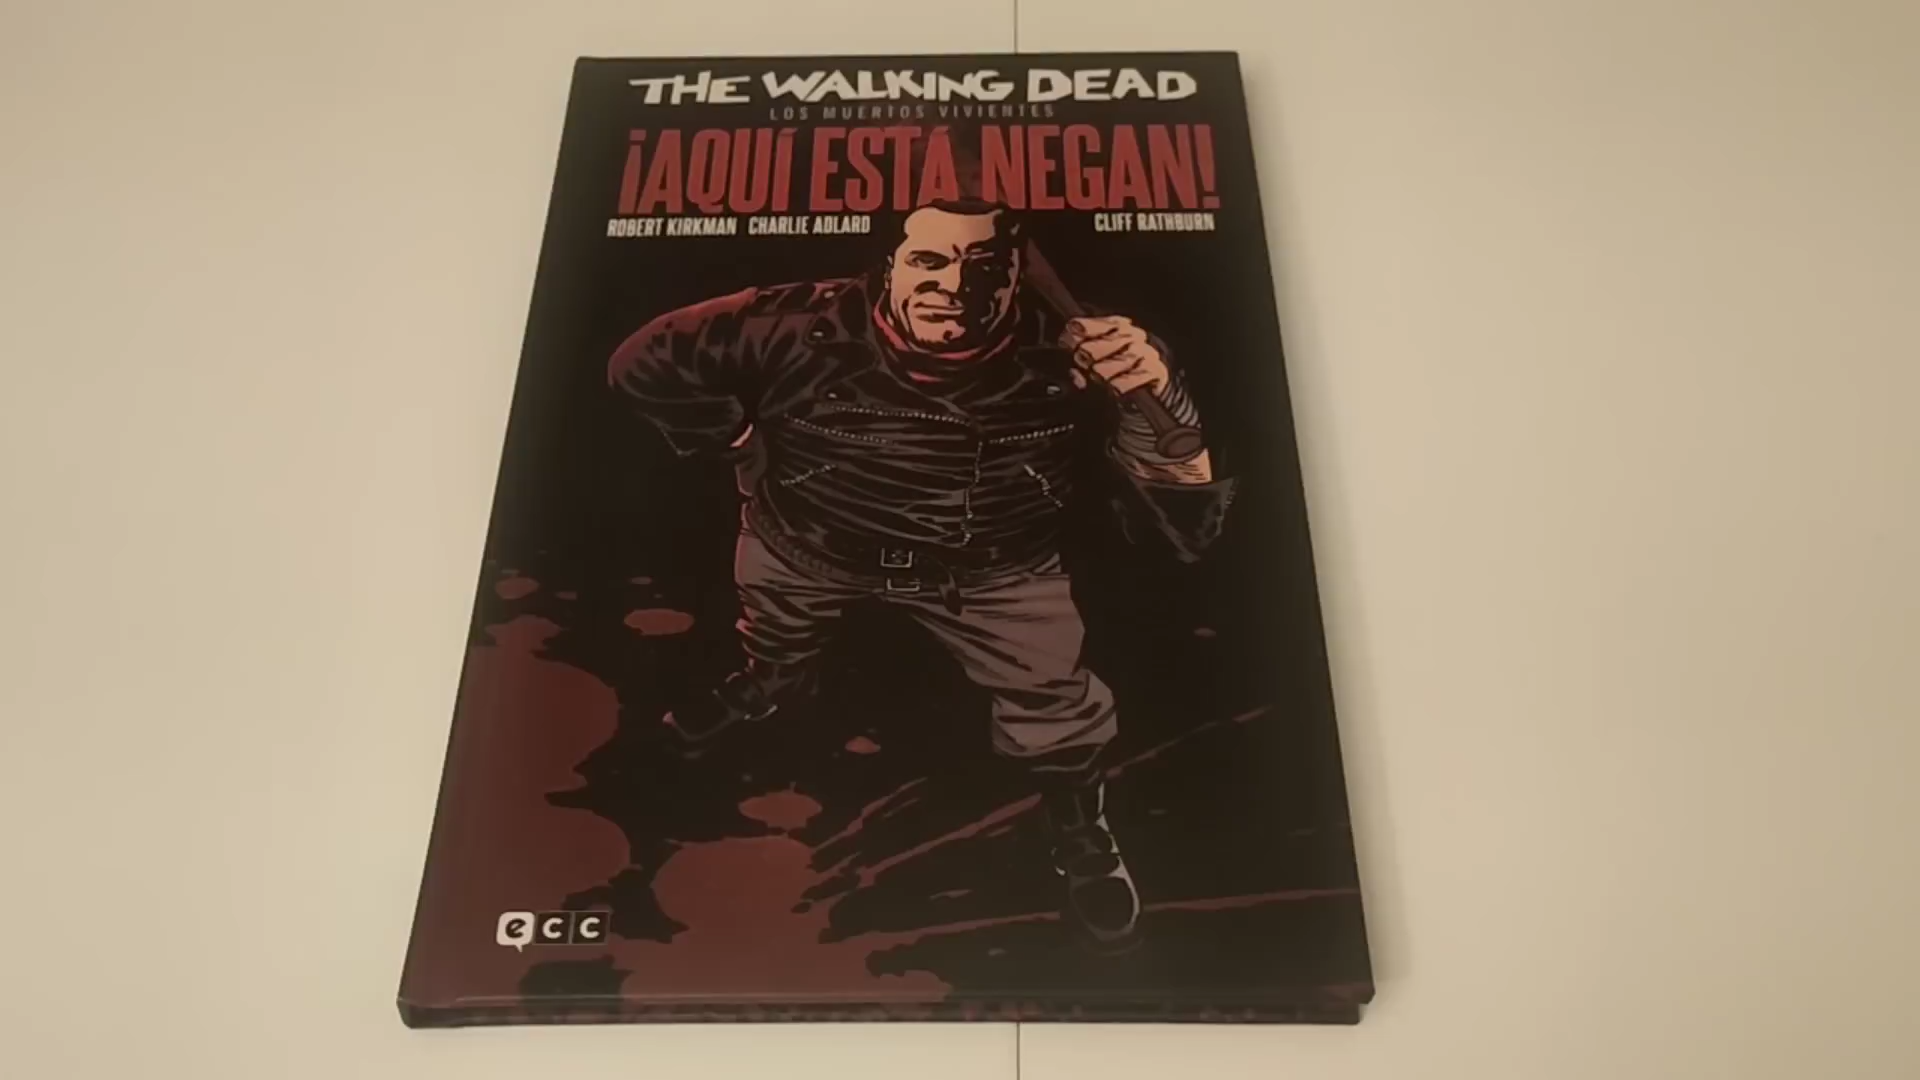 THE WALKING DEAD
LOS MUERTOS VIVIENTES
¡AQUÍ ESTÁ NEGAN!
ROBERT KIRKMAN CHARLIE ADLARD CLIFF RATHBURN
ecc